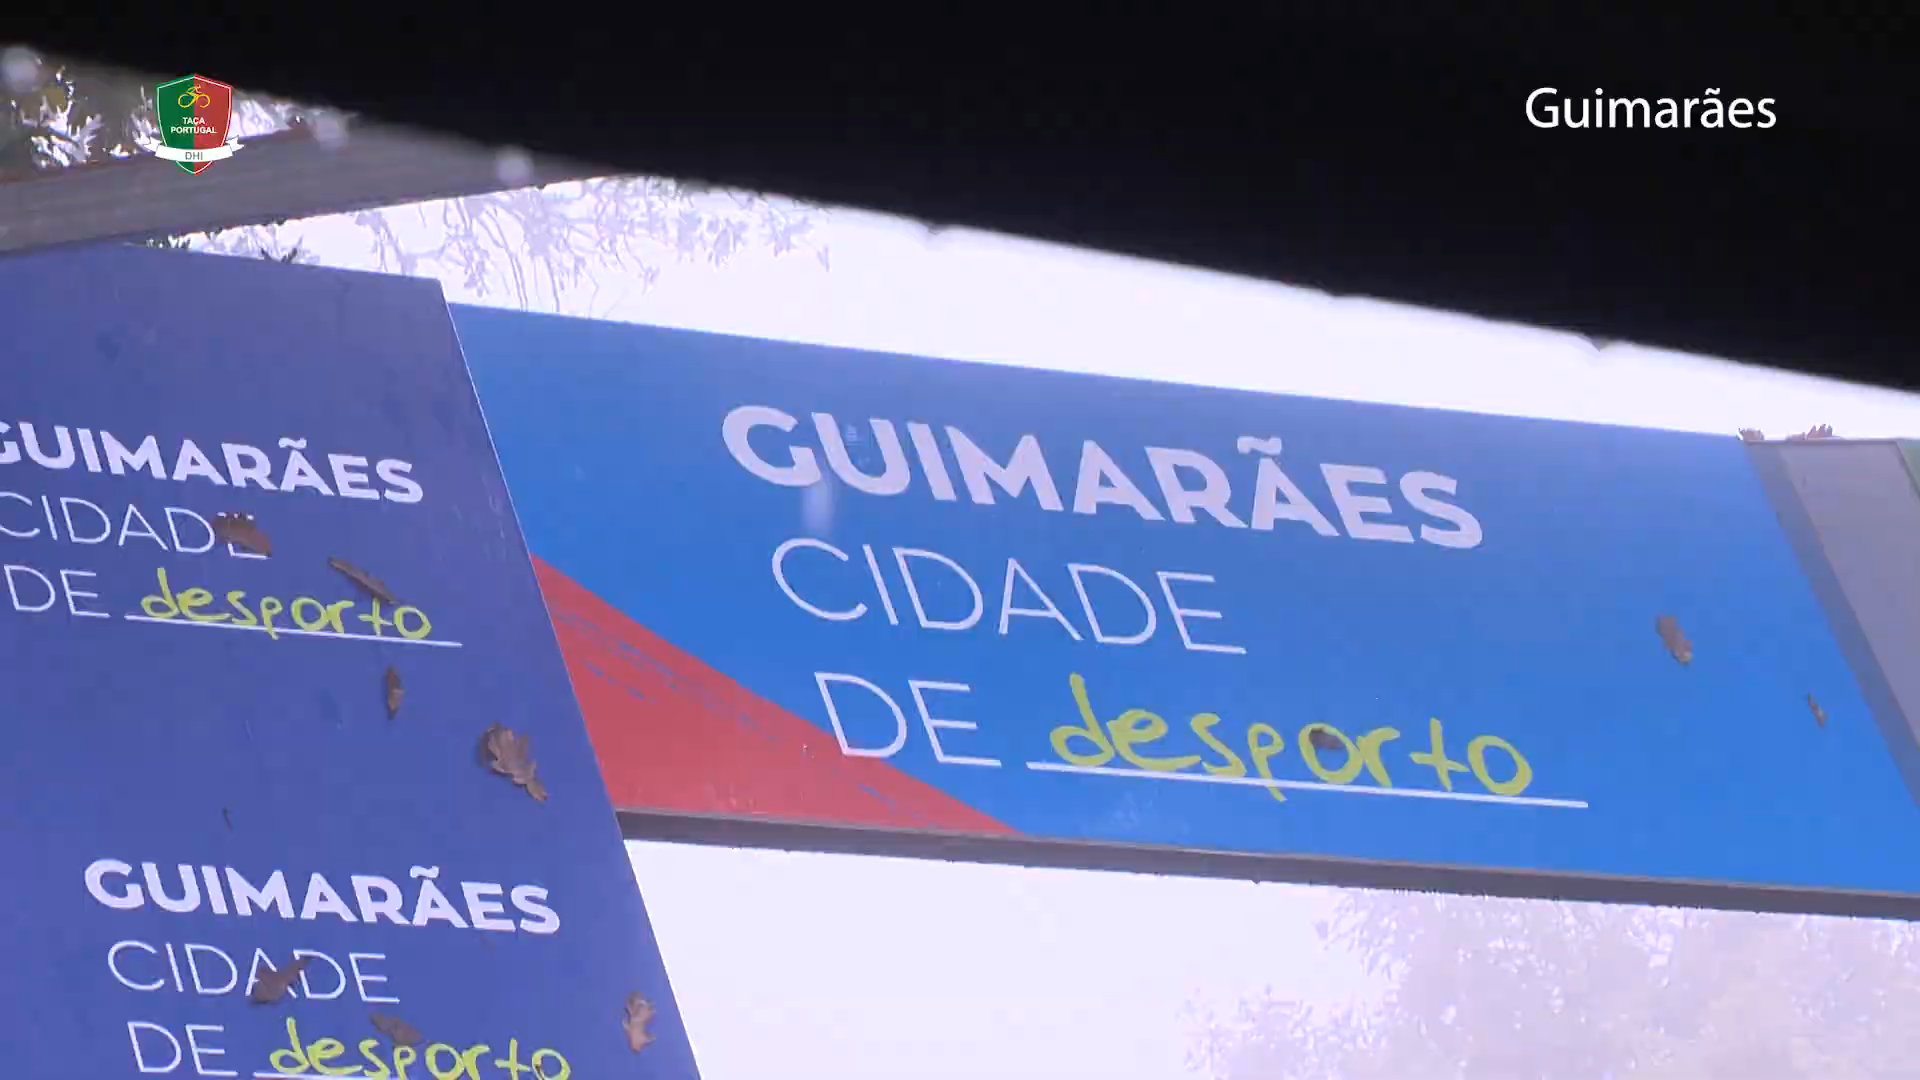 TAÇA
PORTUGAL
DHI
Guimarães
GUIMARÃES
CIDADE
DE desporto
GUIMARÃES
CIDADE
DE desporto
GUIMARÃES
CIDADE
DE desporto